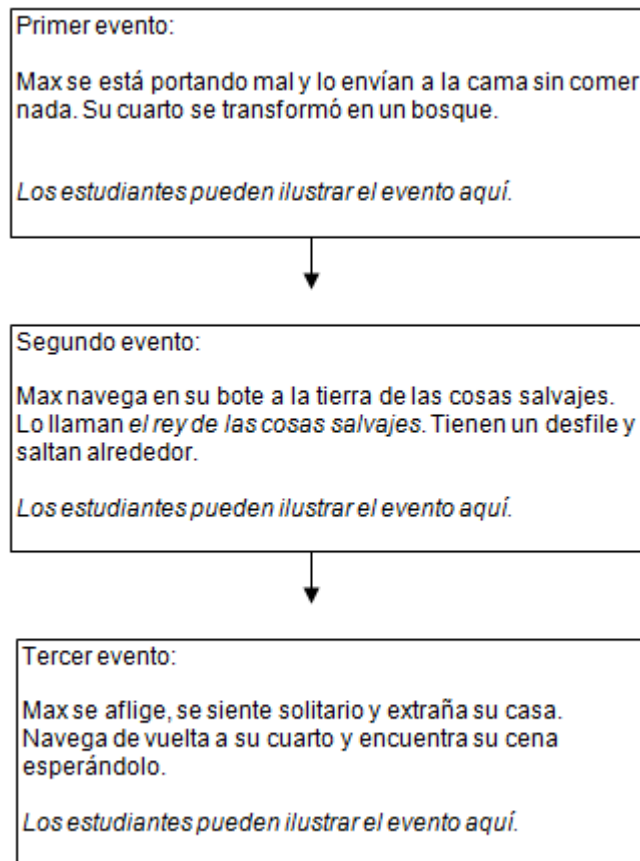 Primer evento:
Max se está portando mal y lo envían a la cama sin comer
nada. Su cuarto se transformó en un bosque.
Los estudiantes pueden ilustrar el evento aquí.
Segundo evento:
Max navega en su bote a la tierra de las cosas salvajes.
Lo llaman el rey de las cosas salvajes. Tienen un desfile y
saltan alrededor.
Los estudiantes pueden ilustrar el evento aquí.
Tercer evento:
Max se aflige, se siente solitario y extraña su casa.
Navega de vuelta a su cuarto y encuentra su cena
esperándolo.
Los estudiantes pueden ilustrar el evento aquí.